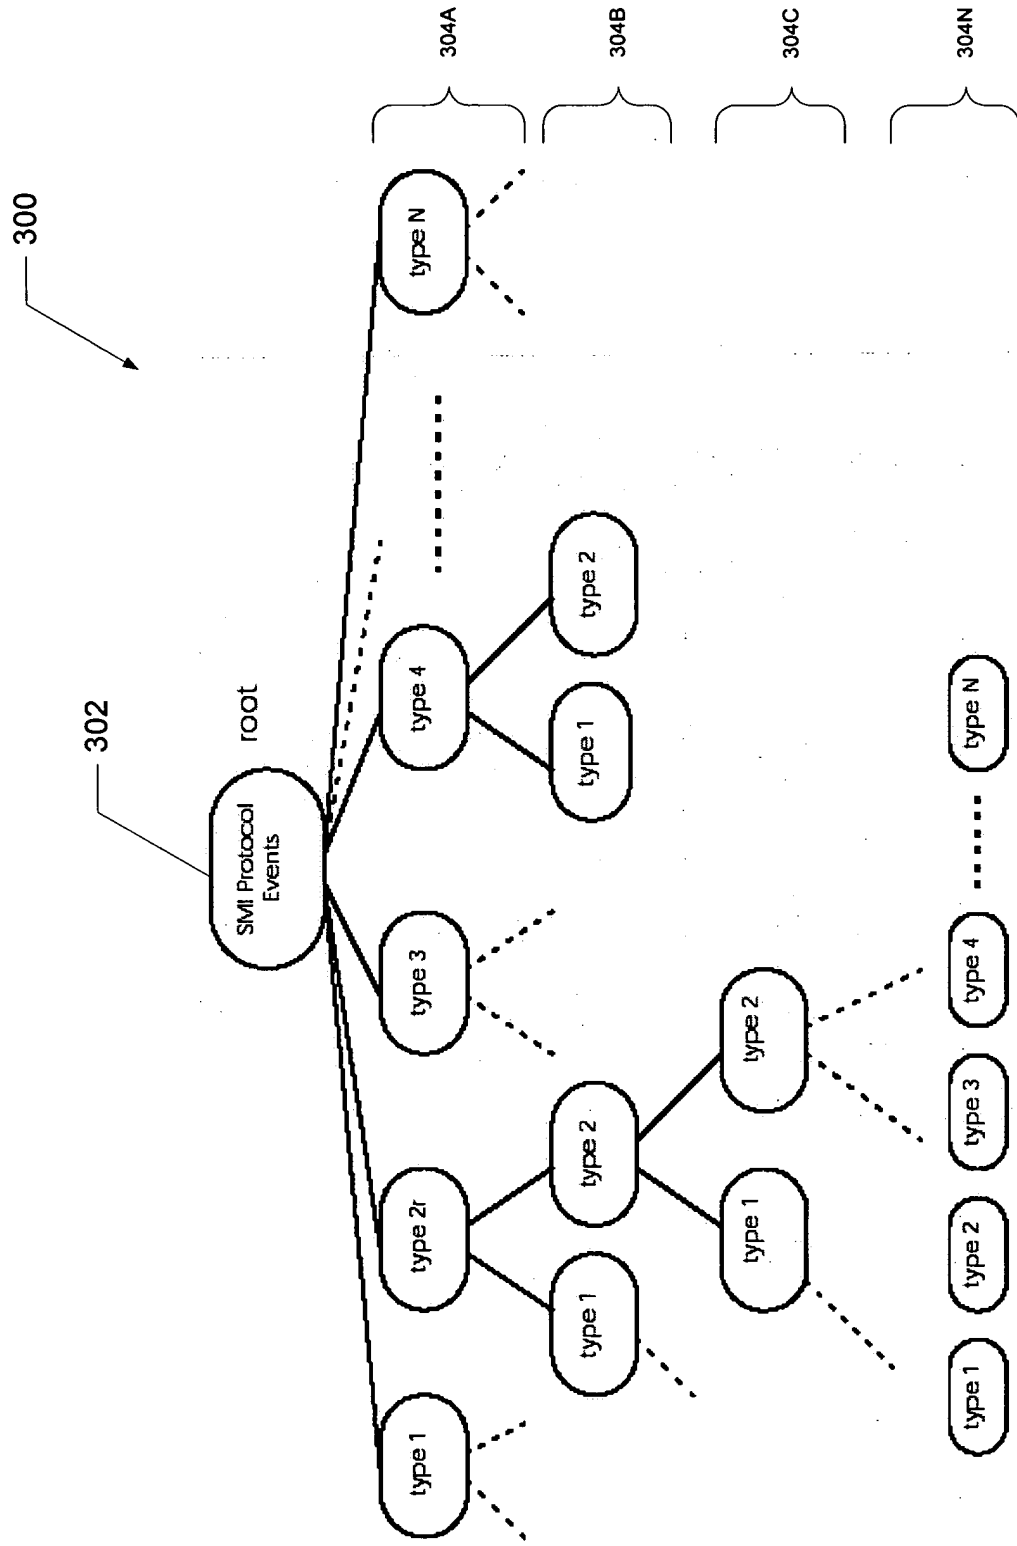 300
302
root
SMI Protocol
Events
type 1
type 2r
type 3
type 4
type N
304A
type 1
type 2
type 1
type 2
304B
type 1
type 2
304C
type 1
type 2
type 3
type 4
type N
304N